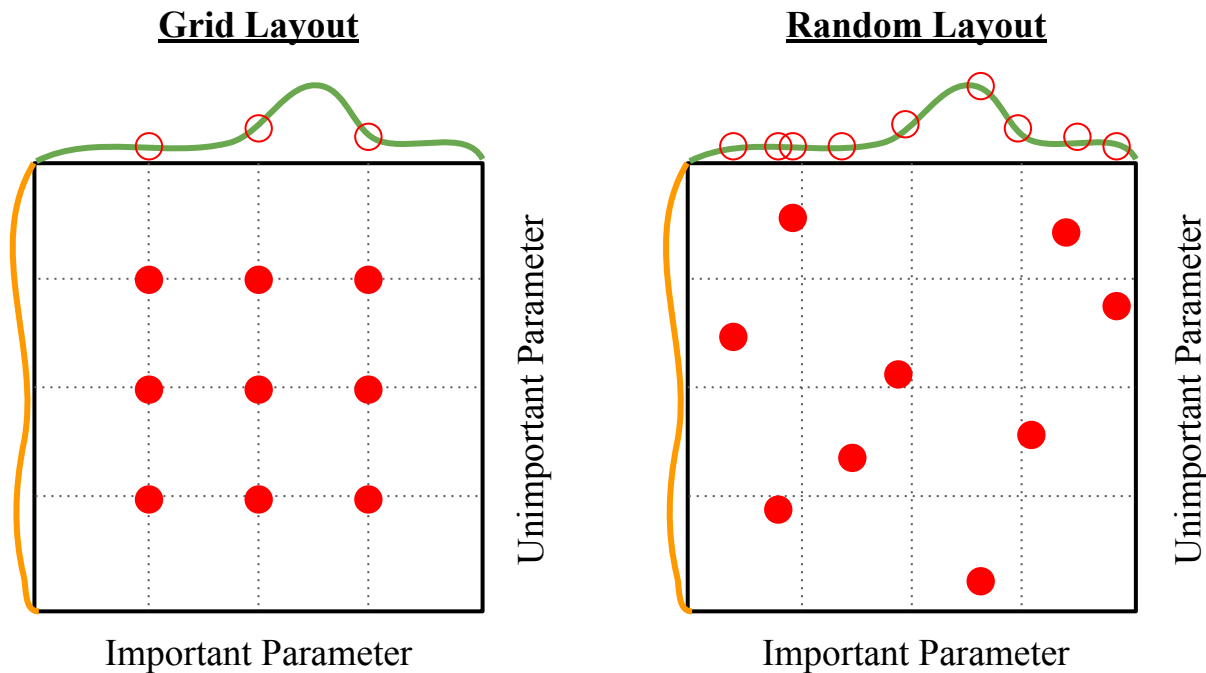 Grid Layout
Unimportant Parameter
Important Parameter
Random Layout
Unimportant Parameter
Important Parameter